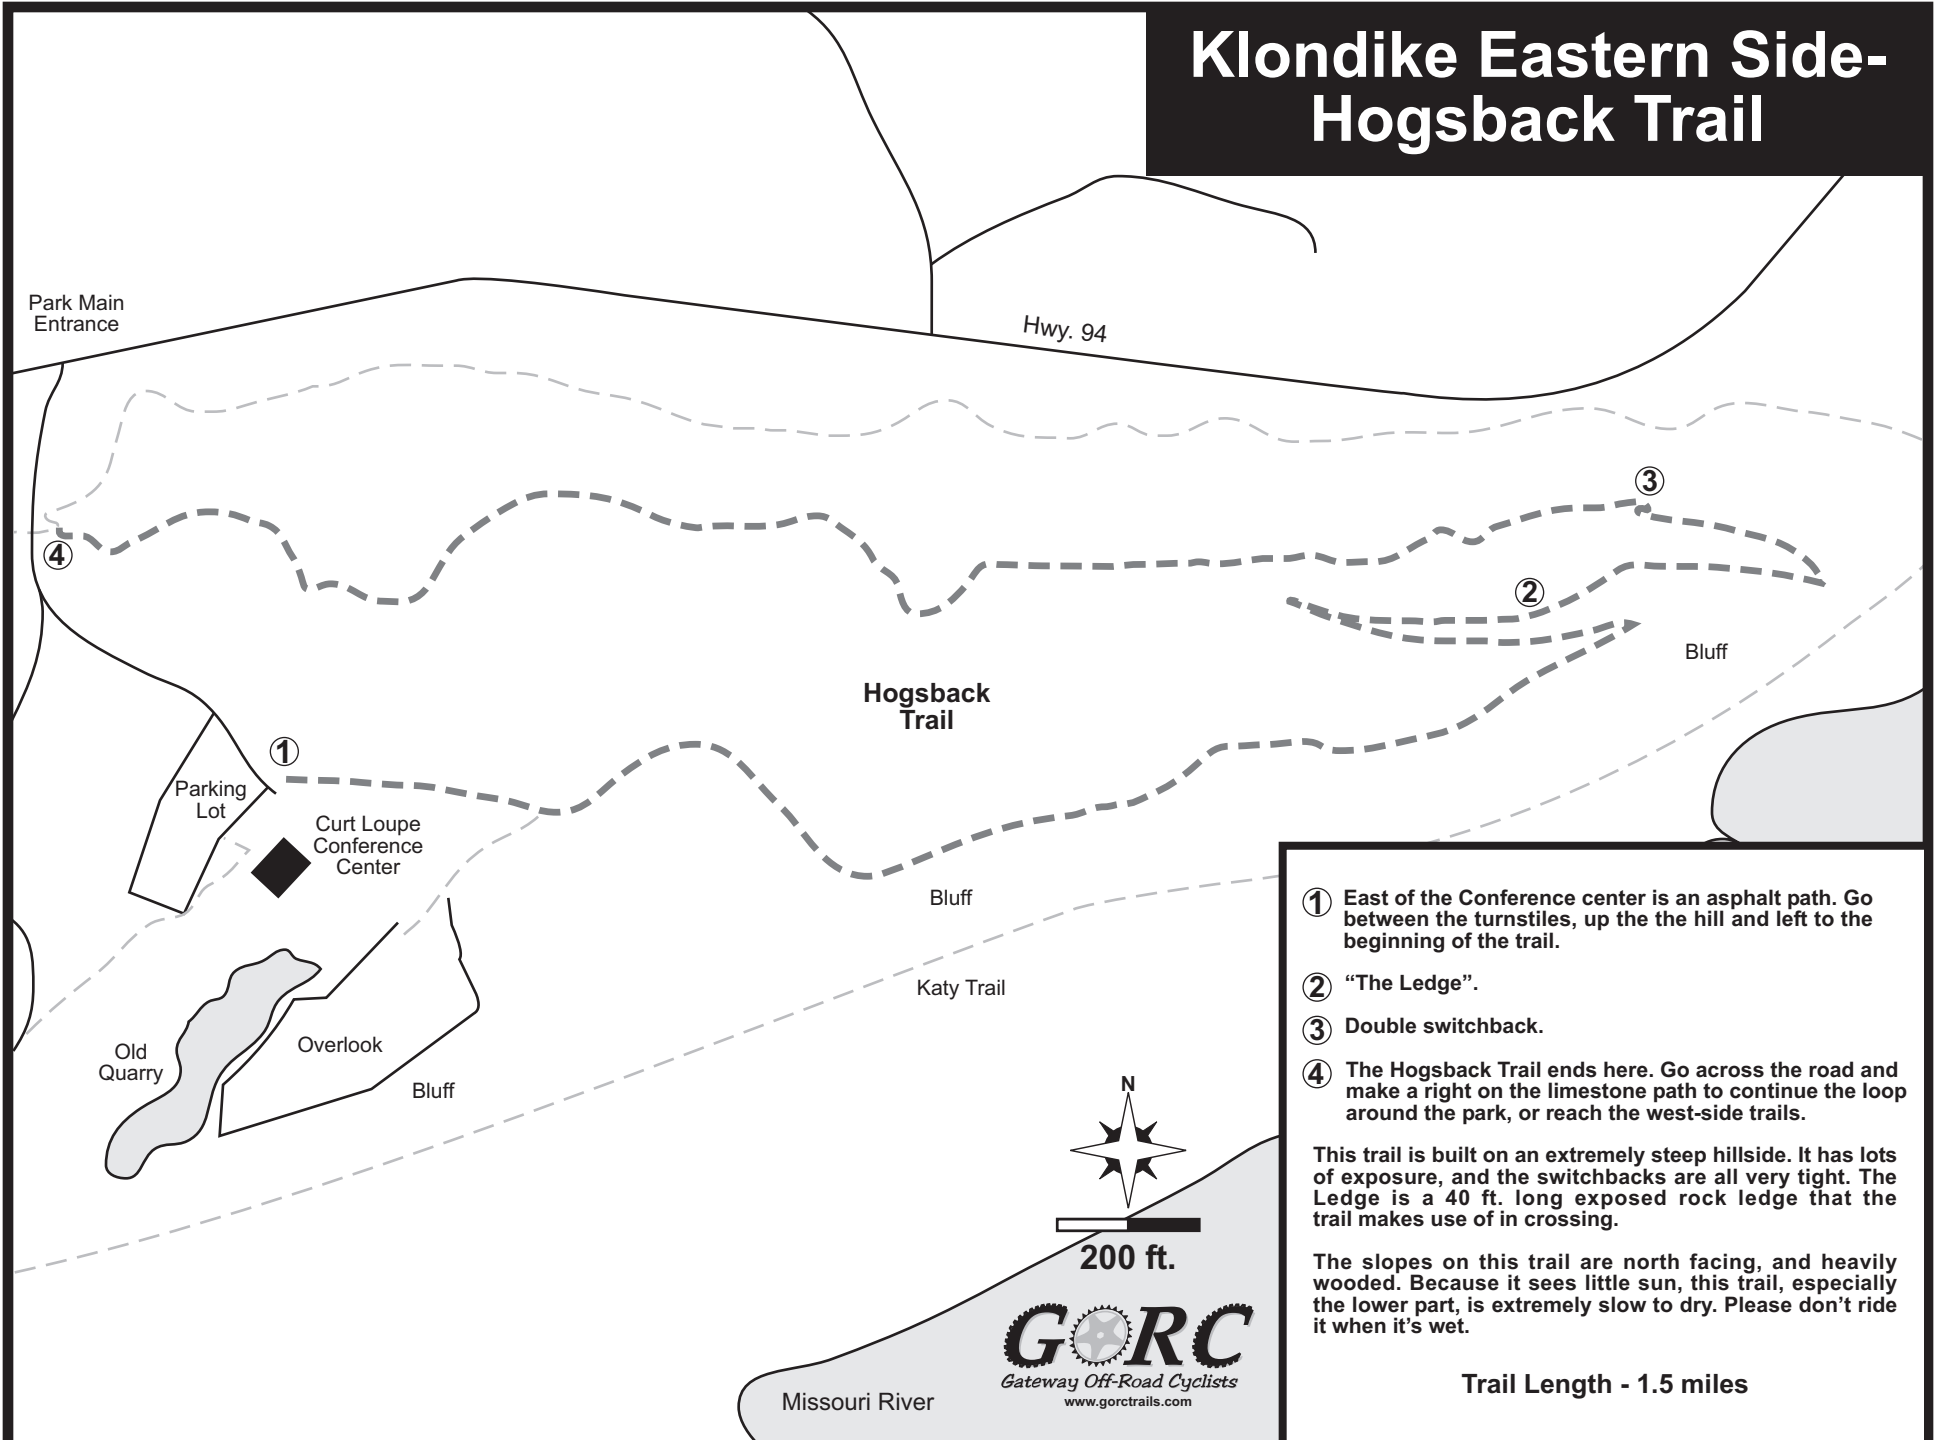 Klondike Eastern Side-
Hogsback Trail
Park Main
Entrance
Hwy. 94
3
4
2
Bluff
Hogsback
Trail
1
Parking
Lot
Curt Loupe
Conference
Center
Bluff
Katy Trail
Overlook
Old
Quarry
Bluff
N
200 ft.
GORC
Gateway Off-Road Cyclists
www.gorctrails.com
Missouri River
1 East of the Conference center is an asphalt path. Go
between the turnstiles, up the the hill and left to the
beginning of the trail.
2 “The Ledge”.
3 Double switchback.
4 The Hogsback Trail ends here. Go across the road and
make a right on the limestone path to continue the loop
around the park, or reach the west-side trails.
This trail is built on an extremely steep hillside. It has lots
of exposure, and the switchbacks are all very tight. The
Ledge is a 40 ft. long exposed rock ledge that the
trail makes use of in crossing.
The slopes on this trail are north facing, and heavily
wooded. Because it sees little sun, this trail, especially
the lower part, is extremely slow to dry. Please don’t ride
it when it’s wet.
Trail Length - 1.5 miles